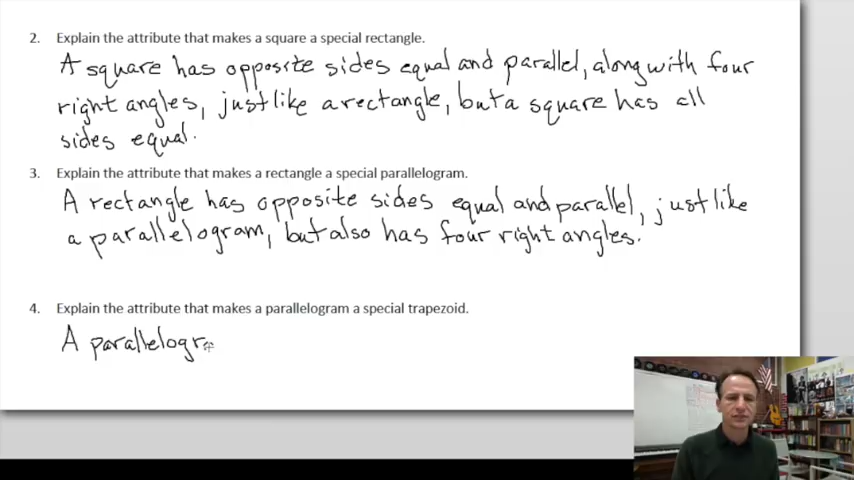 2. Explain the attribute that makes a square a special rectangle.
A square has opposite sides equal and parallel, along with four
right angles, just like a rectangle, but a square has all
sides equal.
3. Explain the attribute that makes a rectangle a special parallelogram.
A rectangle has opposite sides equal and parallel, just like
a parallelogram, but also has four right angles.
4. Explain the attribute that makes a parallelogram a special trapezoid.
A parallelogr